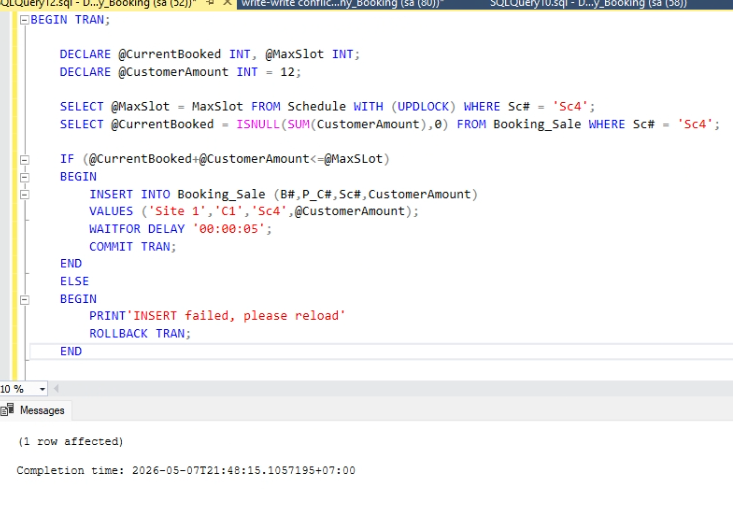 SQLQuery12.sql - D...y_Booking (sa (52))* write-write conflic...ny_Booking (sa (80))* SQLQuery10.sql - D...y_Booking (sa (58))
BEGIN TRAN;
DECLARE @CurrentBooked INT, @MaxSlot INT;
DECLARE @CustomerAmount INT = 12;
SELECT @MaxSlot = MaxSlot FROM Schedule WITH (UPDLOCK) WHERE Sc# = 'Sc4';
SELECT @CurrentBooked = ISNULL(SUM(CustomerAmount),0) FROM Booking_Sale WHERE Sc# = 'Sc4';
IF (@CurrentBooked+@CustomerAmount<=@MaxSLot)
BEGIN
INSERT INTO Booking_Sale (B#,P_C#,Sc#,CustomerAmount)
VALUES ('Site 1','C1','Sc4',@CustomerAmount);
WAITFOR DELAY '00:00:05';
COMMIT TRAN;
END
ELSE
BEGIN
PRINT'INSERT failed, please reload'
ROLLBACK TRAN;
END
10 %
Messages
(1 row affected)
Completion time: 2026-05-07T21:48:15.1057195+07:00